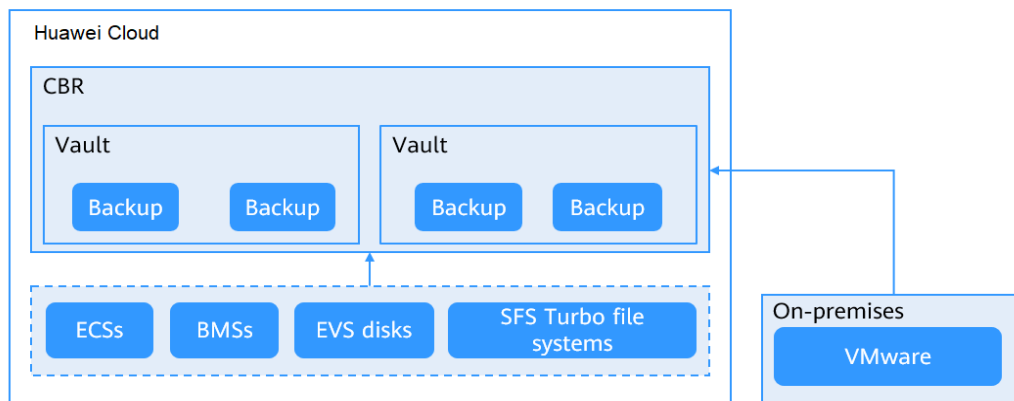 Huawei Cloud
CBR
Vault
Vault
Backup
Backup
Backup
Backup
ECSs
BMSs
EVS disks
SFS Turbo file
systems
On-premises
VMware